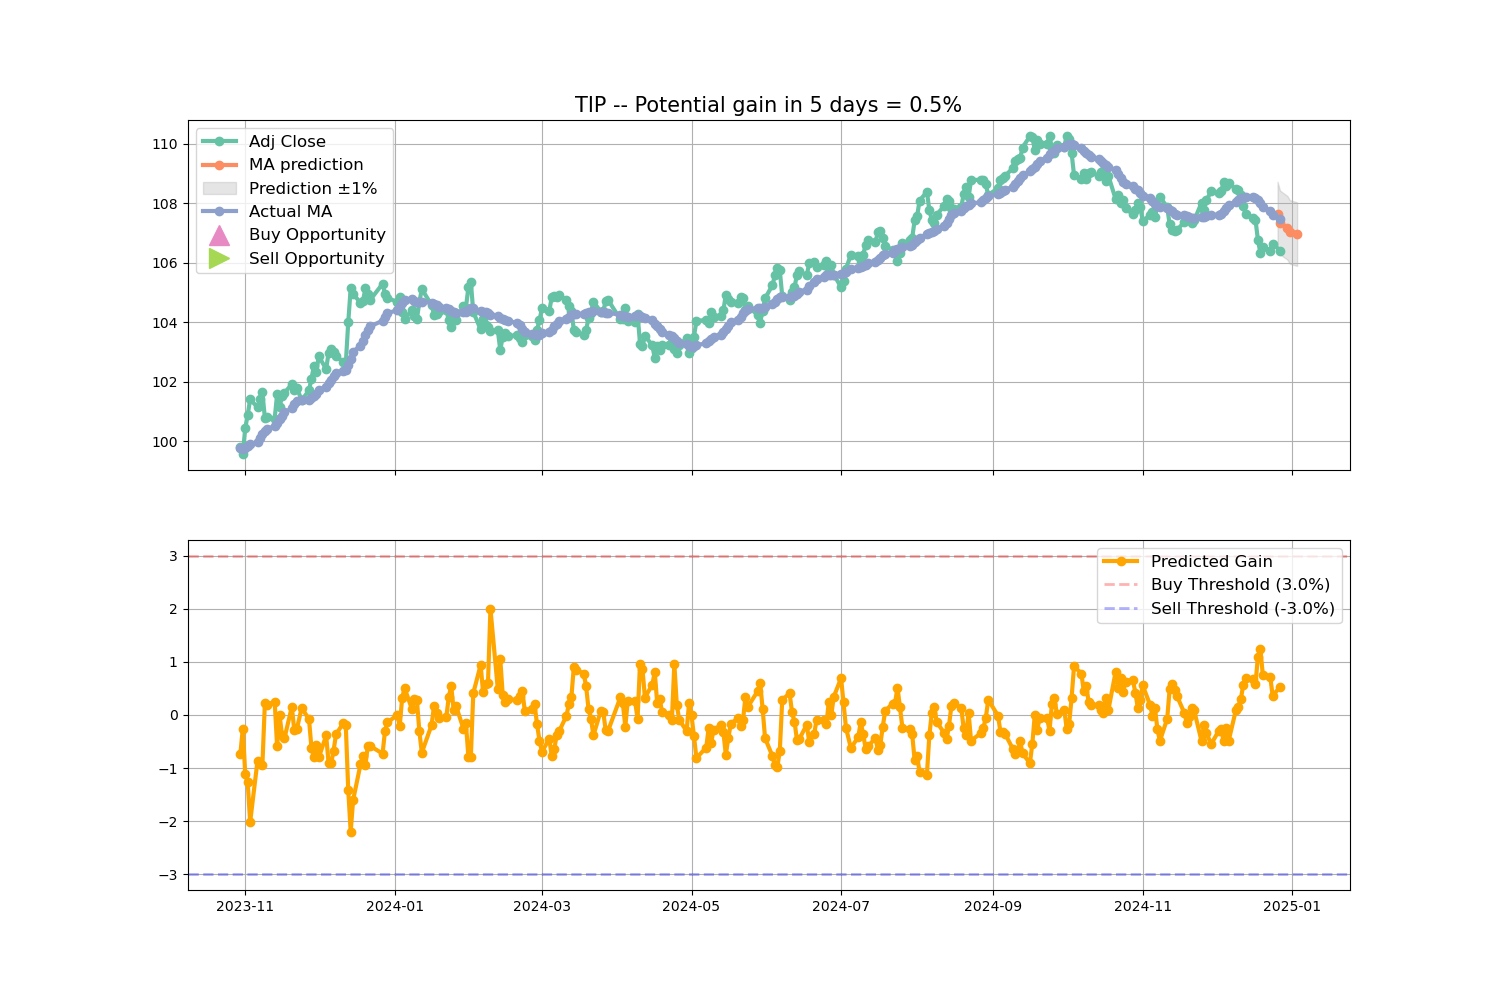 TIP -- Potential gain in 5 days = 0.5%
110
108
106
104
102
100
Adj Close
MA prediction
Prediction ±1%
Actual MA
Buy Opportunity
Sell Opportunity
3
2
1
0
−1
−2
−3
Predicted Gain
Buy Threshold (3.0%)
Sell Threshold (-3.0%)
2023-11 2024-01 2024-03 2024-05 2024-07 2024-09 2024-11 2025-01